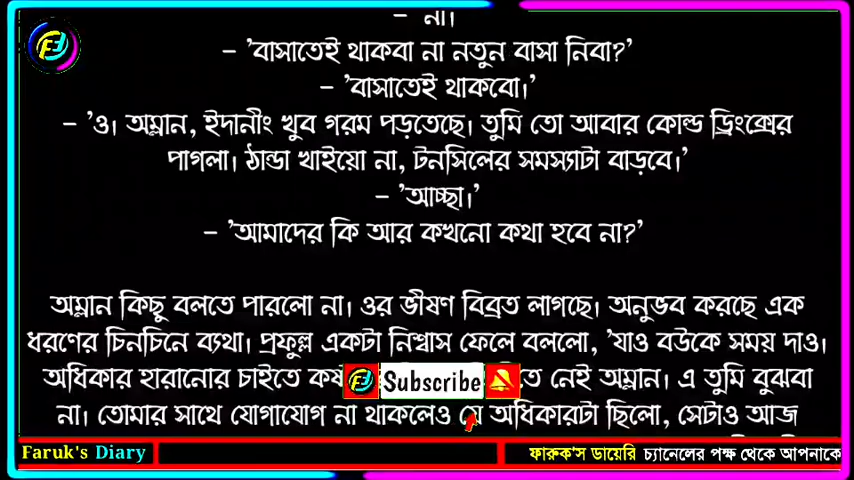 – না।
– 'বাসাতেই থাকবা না নতুন বাসা নিবা?'
– 'বাসাতেই থাকবো।'
– 'ও। অম্লান, ইদানীং খুব গরম পড়তেছে। তুমি তো আবার কোল্ড ড্রিংক্সের
পাগলা। ঠান্ডা খাইয়ো না, টনসিলের সমস্যাটা বাড়বে।'
– 'আচ্ছা।'
– 'আমাদের কি আর কখনো কথা হবে না?'
অম্লান কিছু বলতে পারলো না। ওর ভীষণ বিব্রত লাগছে। অনুভব করছে এক
ধরণের চিনচিনে ব্যথা। প্রফুল্ল একটা নিশ্বাস ফেলে বললো, 'যাও বউকে সময় দাও।
অধিকার হারানোর চাইতে নেই অম্লান। এ তুমি বুঝবা
Subscribe
না। তোমার সাথে যোগাযোগ না থাকলেও যে অধিকারটা ছিলো, সেটাও আজ
Faruk's Diary
ফারুক'স ডায়েরি চ্যানেলের পক্ষ থেকে আপনাকে